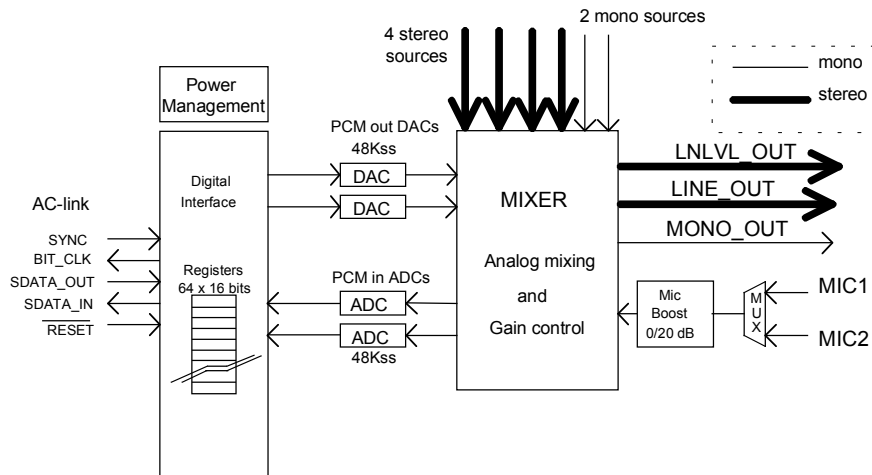 2 mono sources
4 stereo
sources
mono
stereo
Power
Management
PCM out DACs
48Kss
DAC
DAC
Digital
Interface
AC-link
SYNC
BIT_CLK
SDATA_OUT
SDATA_IN
RESET
Registers
64 x 16 bits
PCM in ADCs
ADC
ADC
48Kss
MIXER
Analog mixing
and
Gain control
LNLVL_OUT
LINE_OUT
MONO_OUT
Mic
Boost
0/20 dB
MUX
MIC1
MIC2